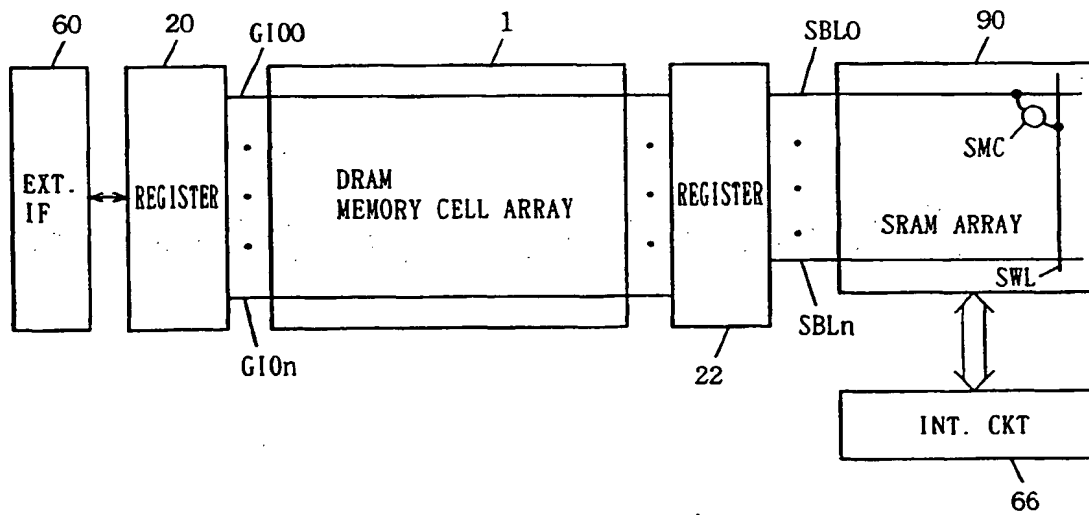 60
20
GIO0
1
SBL0
90
EXT.
IF
REGISTER
DRAM
MEMORY CELL ARRAY
REGISTER
SMC
SRAM ARRAY
SWL
GIOn
22
SBLn
INT. CKT
66